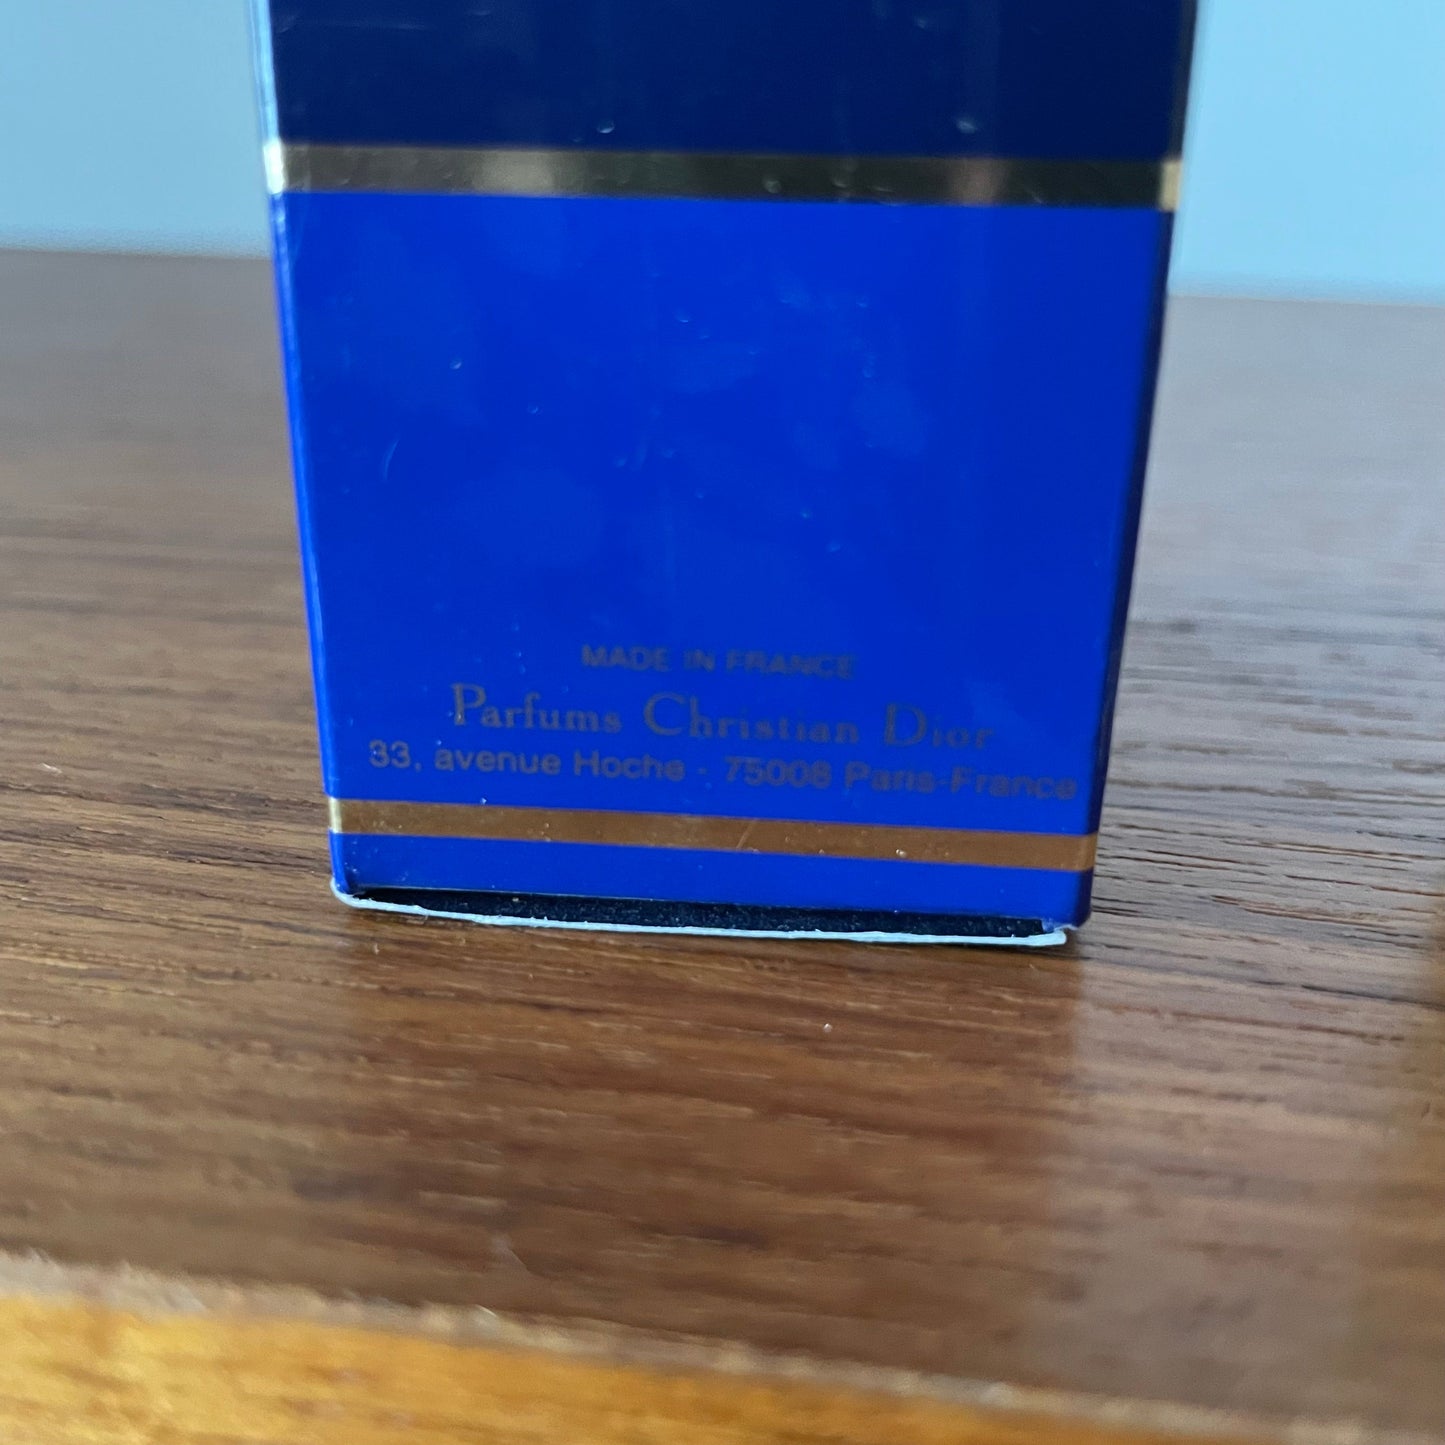 MADE IN FRANCE
Parfums Christian Dior
33, avenue Hoche - 75008 Paris-France